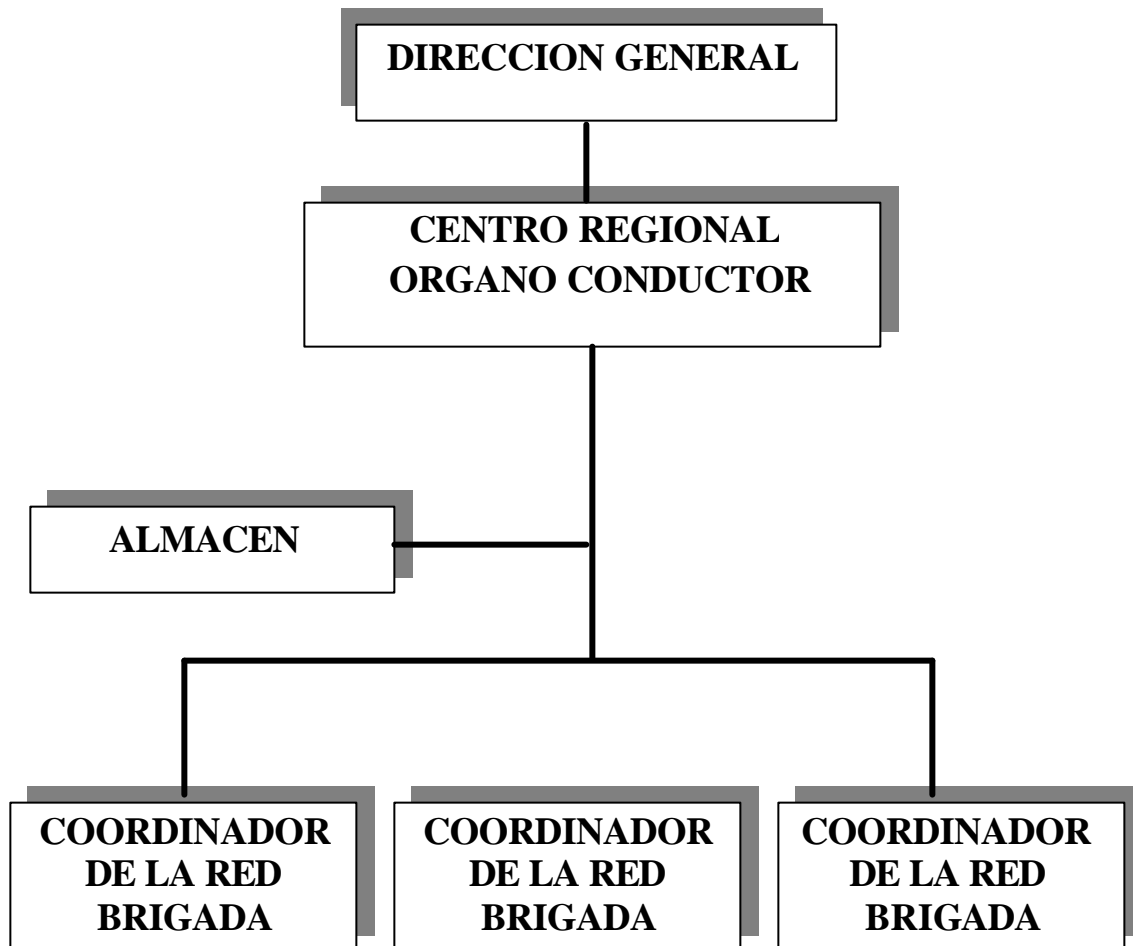 DIRECCION GENERAL
CENTRO REGIONAL
ORGANO CONDUCTOR
ALMACEN
COORDINADOR
DE LA RED
BRIGADA
COORDINADOR
DE LA RED
BRIGADA
COORDINADOR
DE LA RED
BRIGADA